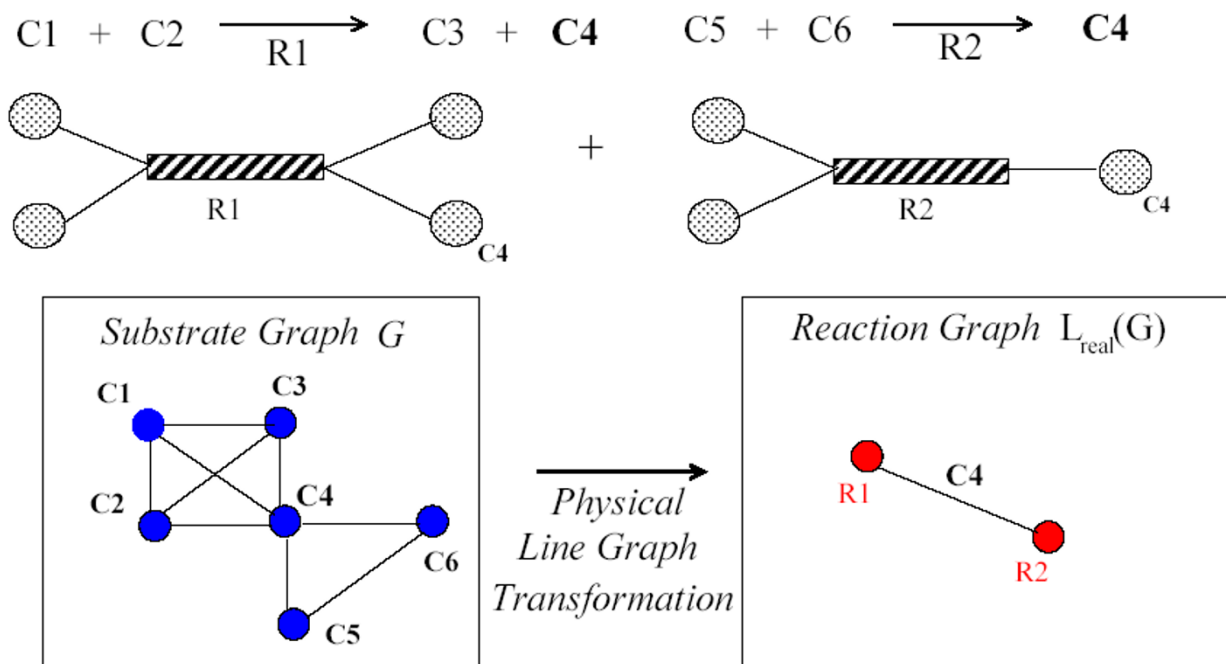 C1 + C2 R1 C3 + C4
C5 + C6 R2 C4
R1
C4
+
R2
C4
Substrate Graph G
C1
C3
C2
C4
C6
C5
Physical
Line Graph
Transformation
Reaction Graph Lreal(G)
R1
C4
R2